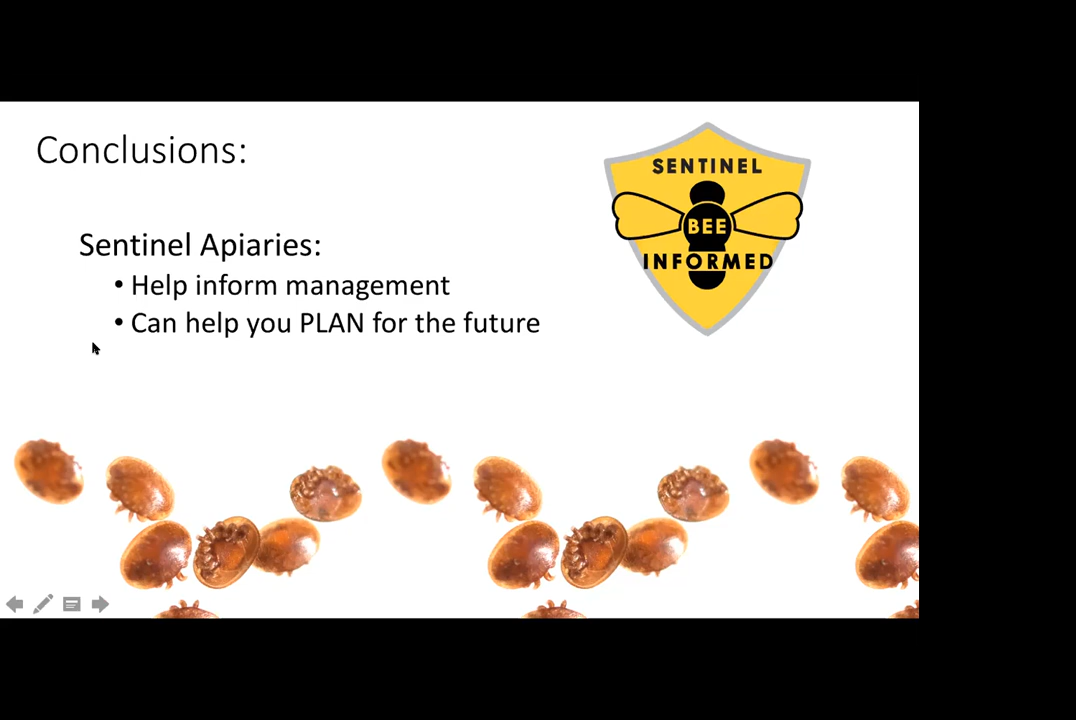 Conclusions:
Sentinel Apiaries:
• Help inform management
• Can help you PLAN for the future
SENTINEL
BEE
INFORMED